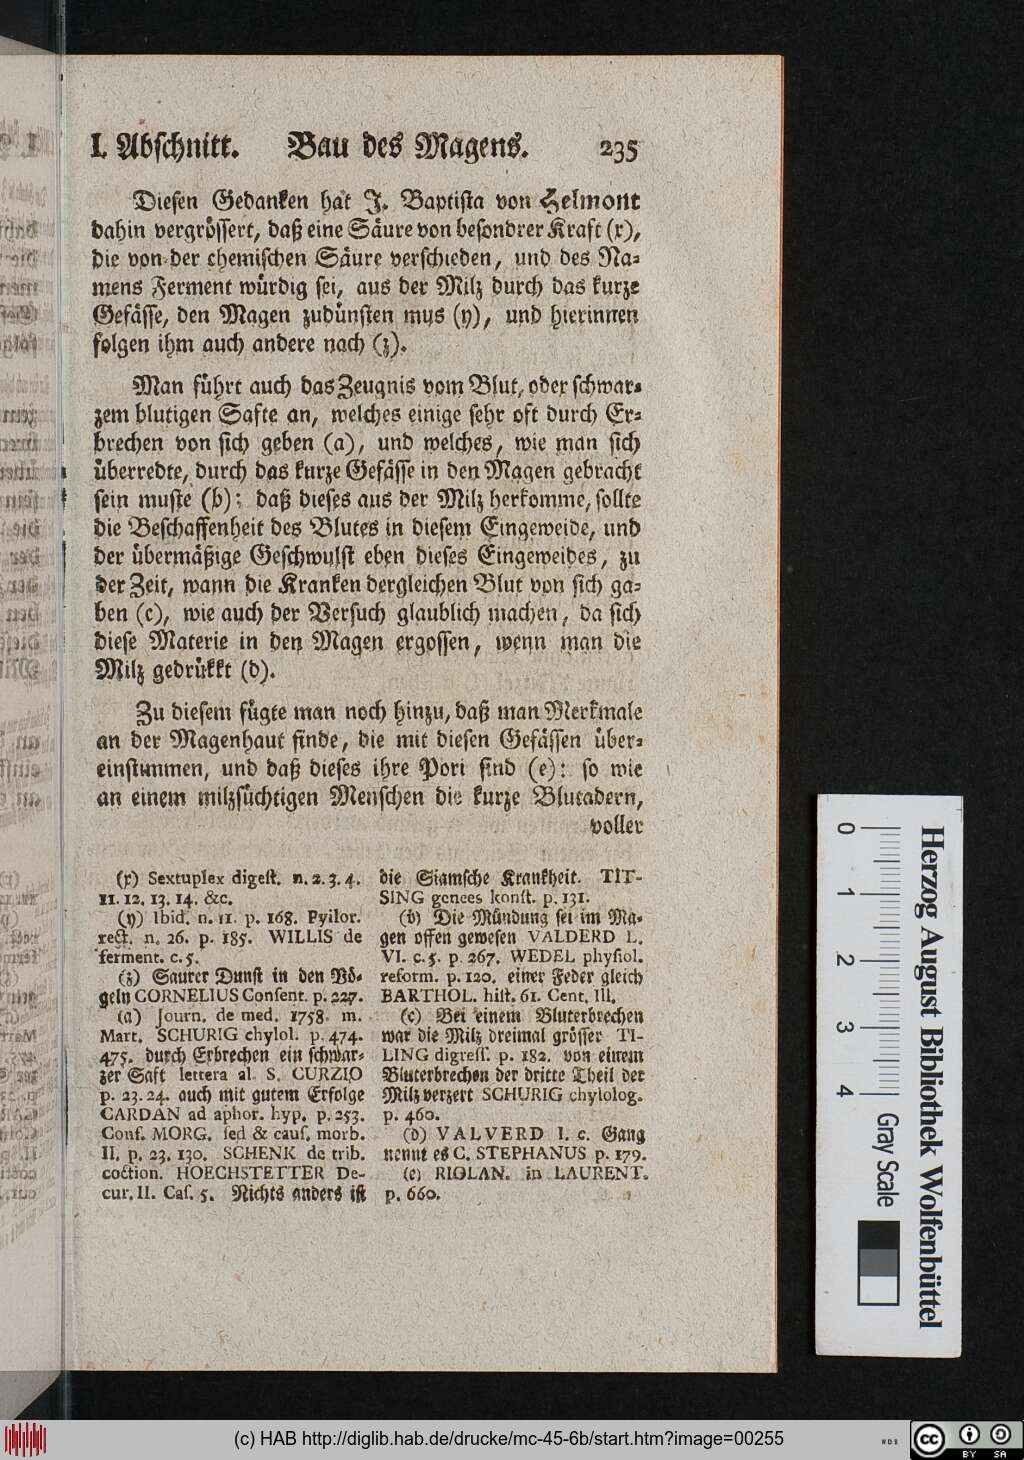 I. Abschnitt. Bau des Magens. 235
Diesen Gedanken hat J. Baptista von Helmont
dahin vergrössert, daß eine Säure von besondrer Kraft (x),
die von der chemischen Säure verschieden, und des Na=
mens Ferment würdig sei, aus der Milz durch das kurze
Gefässe, den Magen zudünsten mus (y), und hierinnen
folgen ihm auch andere nach (z).
Man führt auch das Zeugnis vom Blut, oder schwar=
zem blutigen Safte an, welches einige sehr oft durch Er=
brechen von sich geben (a), und welches, wie man sich
überredte, durch das kurze Gefässe in den Magen gebracht
sein muste (b): daß dieses aus der Milz herkomme, sollte
die Beschaffenheit des Blutes in diesem Eingeweide, und
der übermäßige Geschwulst eben dieses Eingeweides, zu
der Zeit, wann die Kranken dergleichen Blut von sich ga=
ben (c), wie auch der Versuch glaublich machen, da sich
diese Materie in den Magen ergossen, wenn man die
Milz gedrükkt (d).
Zu diesem fügte man noch hinzu, daß man Merkmale
an der Magenhaut finde, die mit diesen Gefässen über=
einstimmen, und daß dieses ihre Pori sind (e): so wie
an einem milzsüchtigen Menschen die kurze Blutadern,
voller
(x) Sextuplex digest. n. 2. 3. 4.
11. 12. 13. 14. &c.
(y) Ibid. n. 11. p. 168. Pyilor.
rect. n. 26. p. 185. WILLIS de
ferment. c. 5.
(z) Saurer Dunst in den Vö=
geln CORNELIUS Consent. p. 227.
(a) Journ. de med. 1758. m.
Mart. SCHURIG chylol. p. 474.
475. durch Erbrechen ein schwar=
zer Saft lettera al S. CURZIO
p. 23. 24. auch mit gutem Erfolge
CARDAN ad aphor. hyp. p. 253.
Conf. MORG. sed & caus. morb.
II. p. 23. 130. SCHENK de trib.
coction. HOECHSTETTER De-
cur. II. Cas. 5. Nichts anders ist
die Siamsche Krankheit. TIT-
SING genees konst. p. 131.
(b) Die Mündung sei im Ma=
gen offen gewesen VALDERD L.
VI. c. 5. p. 267. WEDEL physiol.
reform. p. 120. einer Feder gleich
BARTHOL. hist. 61. Cent. III.
(c) Bei einem Bluterbrechen
war die Milz dreimal grösser TI-
LING digress. p. 182. von einem
Bluterbrechen der dritte Theil der
Milz verzert SCHURIG chylolog.
p. 460.
(d) VALVERD l. c. Gang
nennt es C. STEPHANUS p. 179.
(e) RIOLAN. in LAURENT.
p. 660.
0 1 2 3 4
Gray Scale
Herzog August Bibliothek Wolfenbüttel
(c) HAB http://diglib.hab.de/drucke/mc-45-6b/start.htm?image=00255
cc BY SA